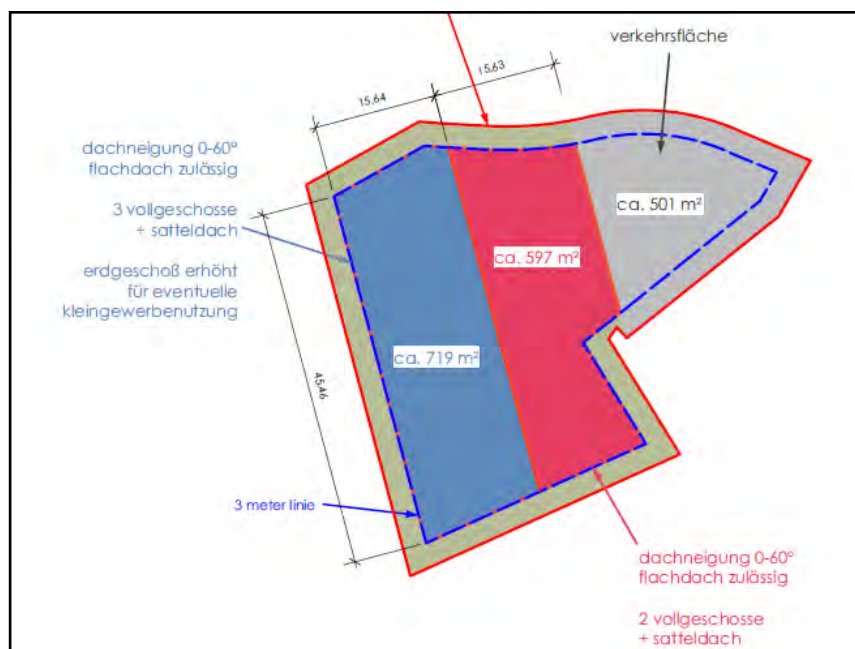 verkehrsfläche
15,64
15,63
dachneigung 0-60°
flachdach zulässig
3 vollgeschosse
+ satteldach
erdgeschoß erhöht
für eventuelle
kleingewerbenutzung
ca. 501 m²
ca. 597 m²
ca. 719 m²
45,46
3 meter linie
dachneigung 0-60°
flachdach zulässig
2 vollgeschosse
+ satteldach